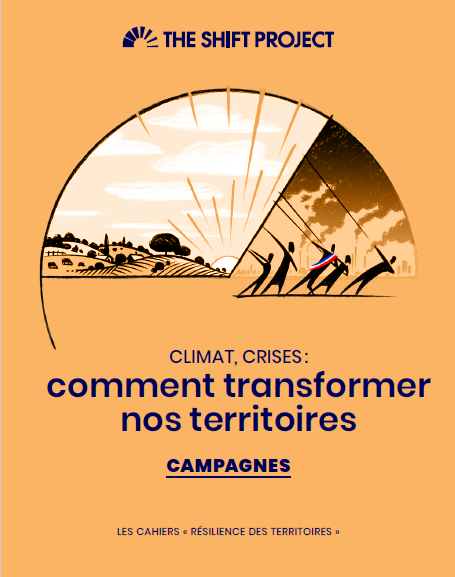 THE SHIFT PROJECT
CLIMAT, CRISES :
comment transformer
nos territoires
CAMPAGNES
LES CAHIERS « RÉSILIENCE DES TERRITOIRES »